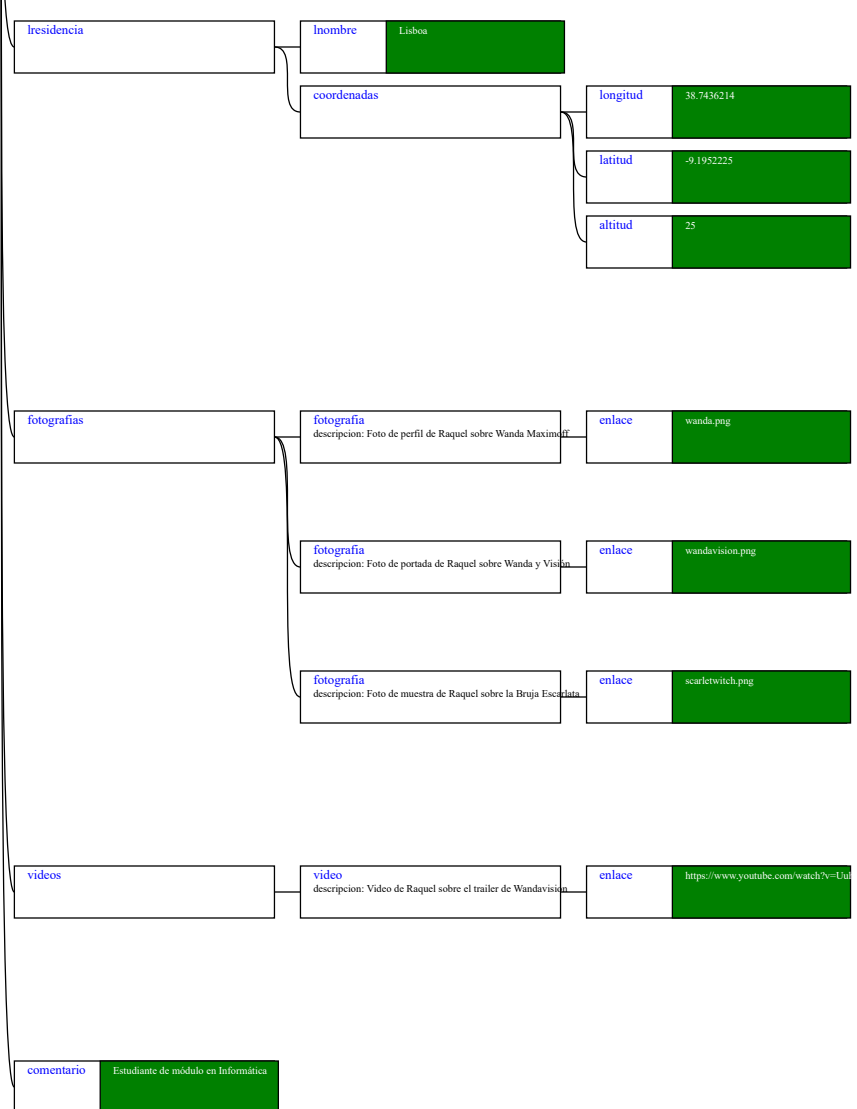 lresidencia
lnombre
Lisboa
coordenadas
longitud
38.7436214
latitud
-9.1952225
altitud
25
fotografias
fotografia
descripcion: Foto de perfil de Raquel sobre Wanda Maximoff
enlace
wanda.png
fotografia
descripcion: Foto de portada de Raquel sobre Wanda y Visión
enlace
wandavision.png
fotografia
descripcion: Foto de muestra de Raquel sobre la Bruja Escarlata
enlace
scarletwitch.png
videos
video
descripcion: Video de Raquel sobre el trailer de Wandavision
enlace
https://www.youtube.com/watch?v=Uul
comentario
Estudiante de módulo en Informática